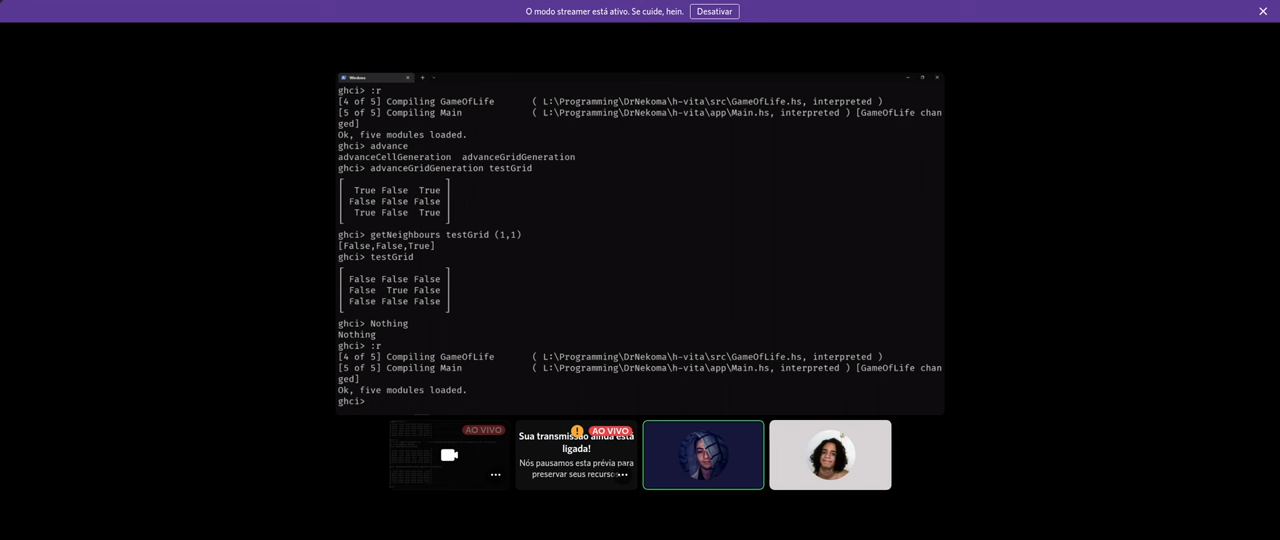 O modo streamer está ativo. Se cuide, hein. Desativar
Windows
ghci> :r
[4 of 5] Compiling GameOfLife ( L:\Programming\DrNekoma\h-vita\src\GameOfLife.hs, interpreted )
[5 of 5] Compiling Main ( L:\Programming\DrNekoma\h-vita\app\Main.hs, interpreted ) [GameOfLife chan
ged]
Ok, five modules loaded.
ghci> advance
advanceCellGeneration advanceGridGeneration
ghci> advanceGridGeneration testGrid
True False True
False False False
True False True
ghci> getNeighbours testGrid (1,1)
[False,False,True]
ghci> testGrid
False False False
False True False
False False False
ghci> Nothing
Nothing
ghci> :r
[4 of 5] Compiling GameOfLife ( L:\Programming\DrNekoma\h-vita\src\GameOfLife.hs, interpreted )
[5 of 5] Compiling Main ( L:\Programming\DrNekoma\h-vita\app\Main.hs, interpreted ) [GameOfLife chan
ged]
Ok, five modules loaded.
ghci>
AO VIVO
AO VIVO
Sua transmissão ainda está
ligada!
Nós pausamos esta prévia para
preservar seus recursos